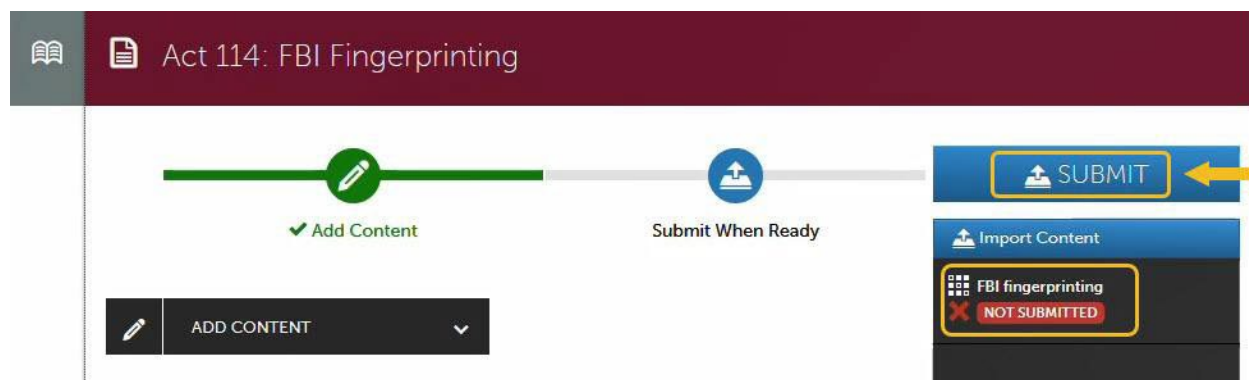 Act 114: FBI Fingerprinting
SUBMIT
Add Content
Submit When Ready
Import Content
FBI fingerprinting
NOT SUBMITTED
ADD CONTENT